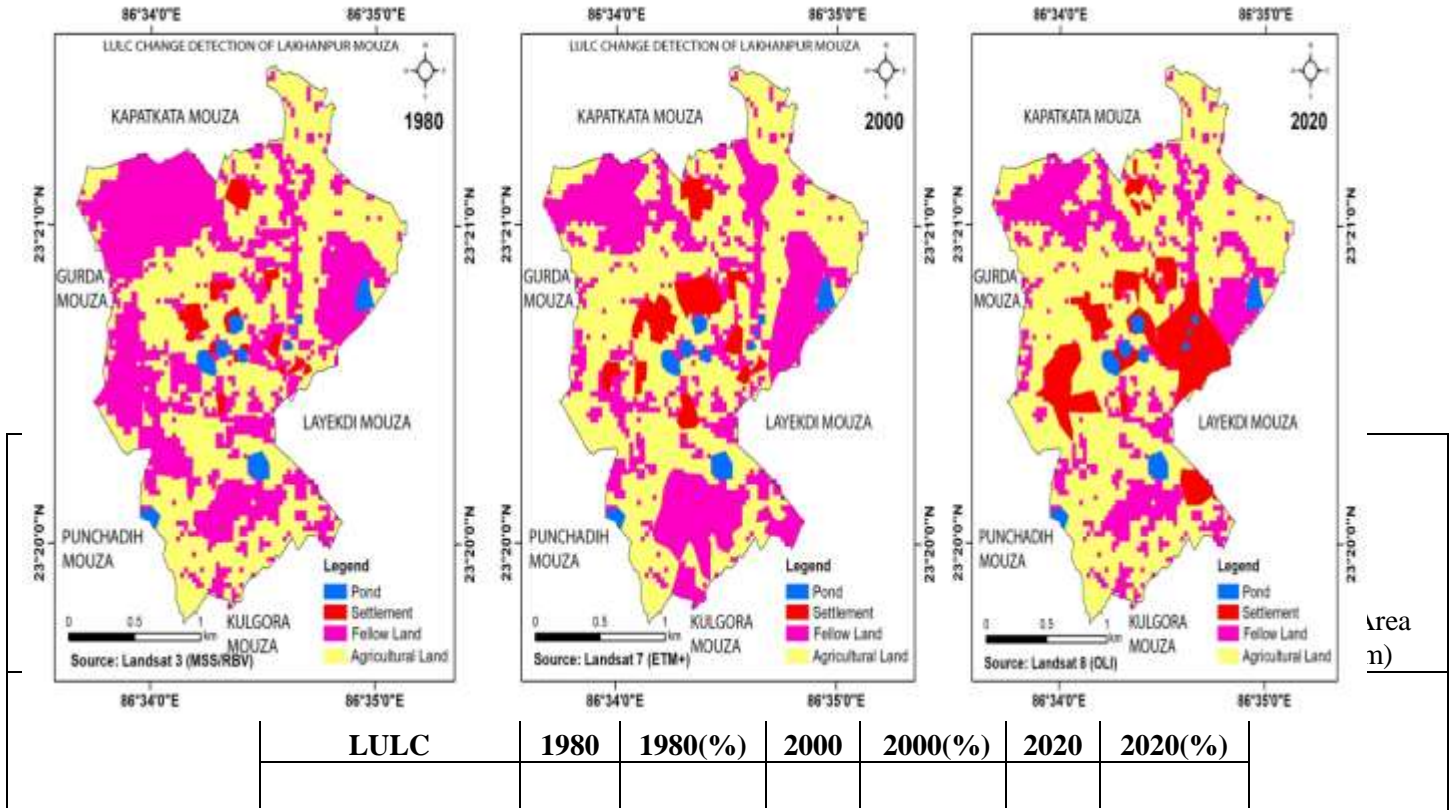 86°34'0"E 86°35'0"E
LULC CHANGE DETECTION OF LAKHANPUR MOUZA
KAPATKATA MOUZA
1980
23°21'0"N
GURDA
MOUZA
LAYEKDI MOUZA
PUNCHADIH
MOUZA
23°20'0"N
KULGORA
MOUZA
Legend
Pond
Settlement
Fellow Land
Agricultural Land
0 0.5 1
km
Source: Landsat 3 (MSS/RBV)
86°34'0"E 86°35'0"E
86°34'0"E 86°35'0"E
LULC CHANGE DETECTION OF LAKHANPUR MOUZA
KAPATKATA MOUZA
2000
23°21'0"N 23°21'0"N
GURDA
MOUZA
LAYEKDI MOUZA
PUNCHADIH
MOUZA
23°20'0"N 23°20'0"N
KULGORA
MOUZA
Legend
Pond
Settlement
Fellow Land
Agricultural Land
0 0.5 1
km
Source: Landsat 7 (ETM+)
86°34'0"E 86°35'0"E
86°34'0"E 86°35'0"E
KAPATKATA MOUZA
2020
23°21'0"N 23°21'0"N
GURDA
MOUZA
LAYEKDI MOUZA
PUNCHADIH
MOUZA
23°20'0"N 23°20'0"N
KULGORA
MOUZA
Legend
Pond
Settlement
Fellow Land
Agricultural Land
0 0.5 1
km
Source: Landsat 8 (OLI)
86°34'0"E 86°35'0"E
23°21'0"N
23°20'0"N
Area
m)
LULC 1980 1980(%) 2000 2000(%) 2020 2020(%)